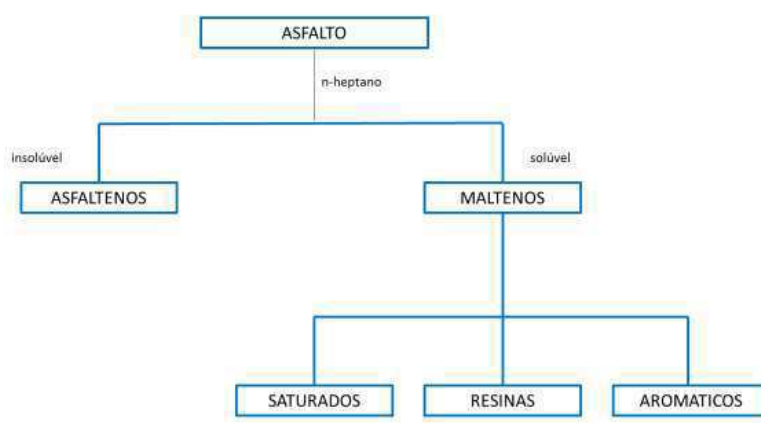 ASFALTO
n-heptano
insolúvel
solúvel
ASFALTENOS
MALTENOS
SATURADOS
RESINAS
AROMATICOS